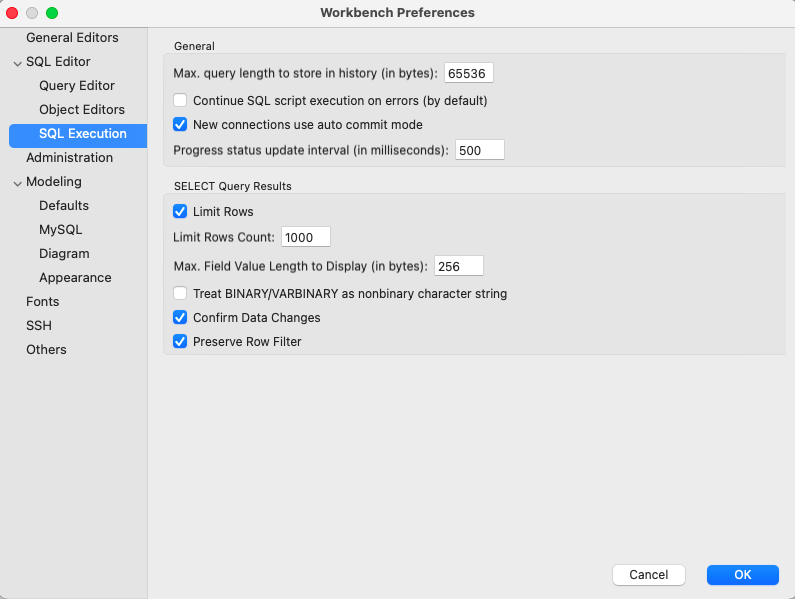 Workbench Preferences
General Editors
SQL Editor
Query Editor
Object Editors
SQL Execution
Administration
Modeling
Defaults
MySQL
Diagram
Appearance
Fonts
SSH
Others
General
Max. query length to store in history (in bytes): 65536
Continue SQL script execution on errors (by default)
New connections use auto commit mode
Progress status update interval (in milliseconds): 500
SELECT Query Results
Limit Rows
Limit Rows Count: 1000
Max. Field Value Length to Display (in bytes): 256
Treat BINARY/VARBINARY as nonbinary character string
Confirm Data Changes
Preserve Row Filter
Cancel
OK